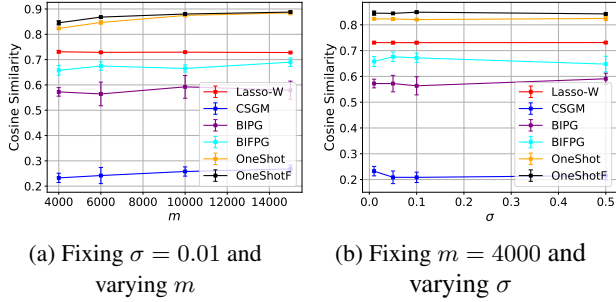 0.9
0.8
0.7
0.6
0.5
0.4
0.3
0.2
Cosine Similarity
Lasso-W
CSGM
BIPG
BIFPG
OneShot
OneShotF
4000 6000 8000 10000 12000 14000
m
(a) Fixing σ = 0.01 and
varying m
0.8
0.7
0.6
0.5
0.4
0.3
0.2
Cosine Similarity
Lasso-W
CSGM
BIPG
BIFPG
OneShot
OneShotF
0.0 0.1 0.2 0.3 0.4 0.5
σ
(b) Fixing m = 4000 and
varying σ